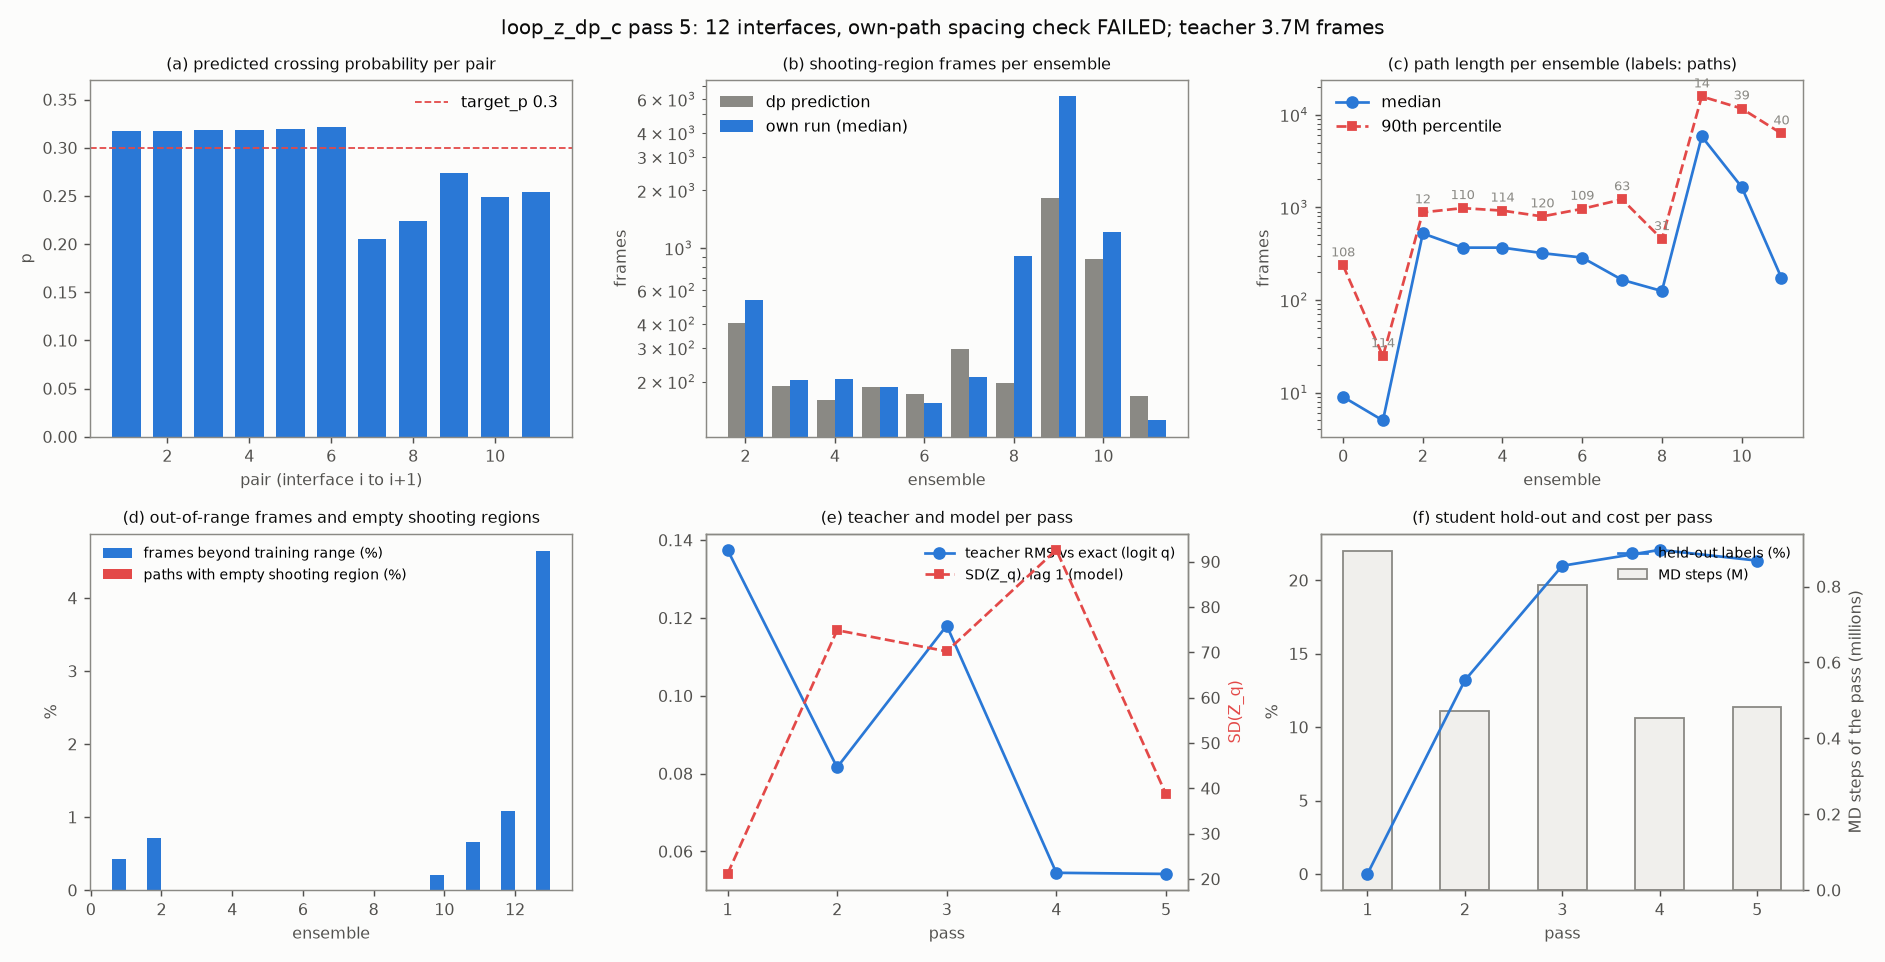 loop_z_dp_c pass 5: 12 interfaces, own-path spacing check FAILED; teacher 3.7M frames
(a) predicted crossing probability per pair
target_p 0.3
0.35
0.30
0.25
0.20
0.15
0.10
0.05
0.00
p
2 4 6 8 10
pair (interface i to i+1)
(b) shooting-region frames per ensemble
dp prediction
own run (median)
6 × 10³
4 × 10³
3 × 10³
2 × 10³
10³
6 × 10²
4 × 10²
3 × 10²
2 × 10²
frames
2 4 6 8 10
ensemble
(c) path length per ensemble (labels: paths)
median
90th percentile
108
114
12
110
114
120
109
63
14
39
40
10⁴
10³
10²
10¹
frames
0 2 4 6 8 10
ensemble
(d) out-of-range frames and empty shooting regions
frames beyond training range (%)
paths with empty shooting region (%)
4
3
2
1
0
%
0 2 4 6 8 10 12
ensemble
(e) teacher and model per pass
teacher RMS vs exact (logit q)
SD(Z_q), lag 1 (model)
0.14
0.12
0.10
0.08
0.06
90
80
70
60
50
40
30
20
SD(Z_q)
1 2 3 4 5
pass
(f) student hold-out and cost per pass
held-out labels (%)
MD steps (M)
20
15
10
5
0
%
0.8
0.6
0.4
0.2
0.0
MD steps of the pass (millions)
1 2 3 4 5
pass